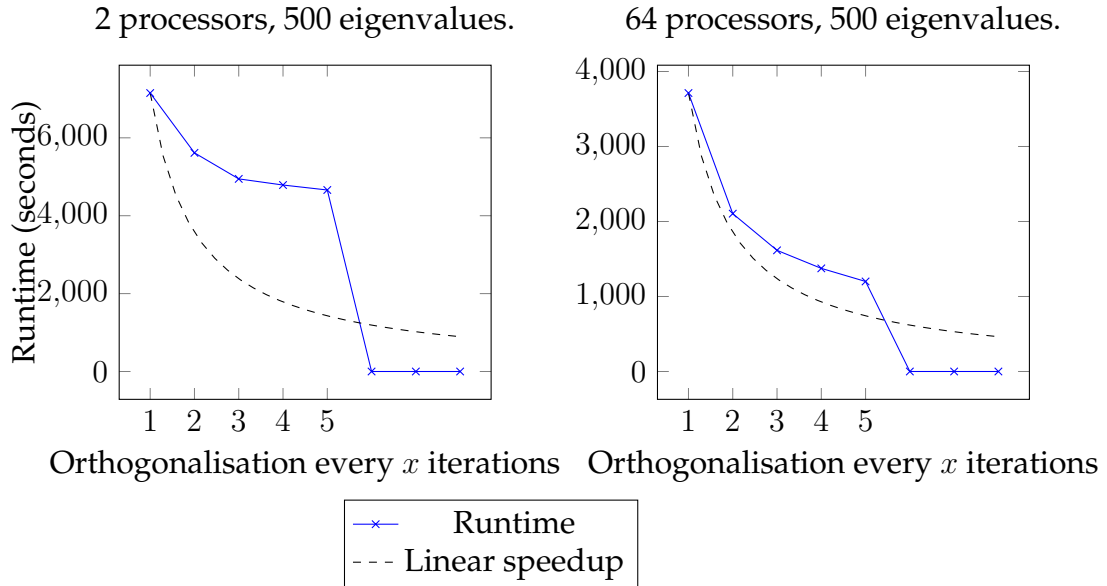 2 processors, 500 eigenvalues.
Runtime (seconds)
6,000
4,000
2,000
0
1 2 3 4 5
Orthogonalisation every x iterations
64 processors, 500 eigenvalues.
4,000
3,000
2,000
1,000
0
1 2 3 4 5
Orthogonalisation every x iterations
Runtime
Linear speedup